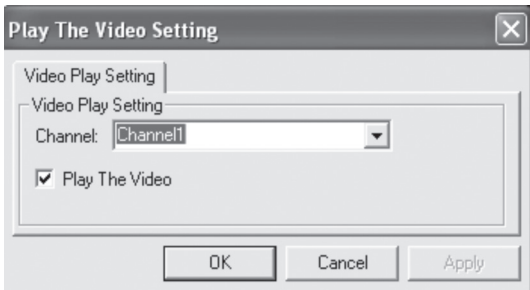 Play The Video Setting
Video Play Setting
Video Play Setting
Channel: Channel1
Play The Video
OK Cancel Apply